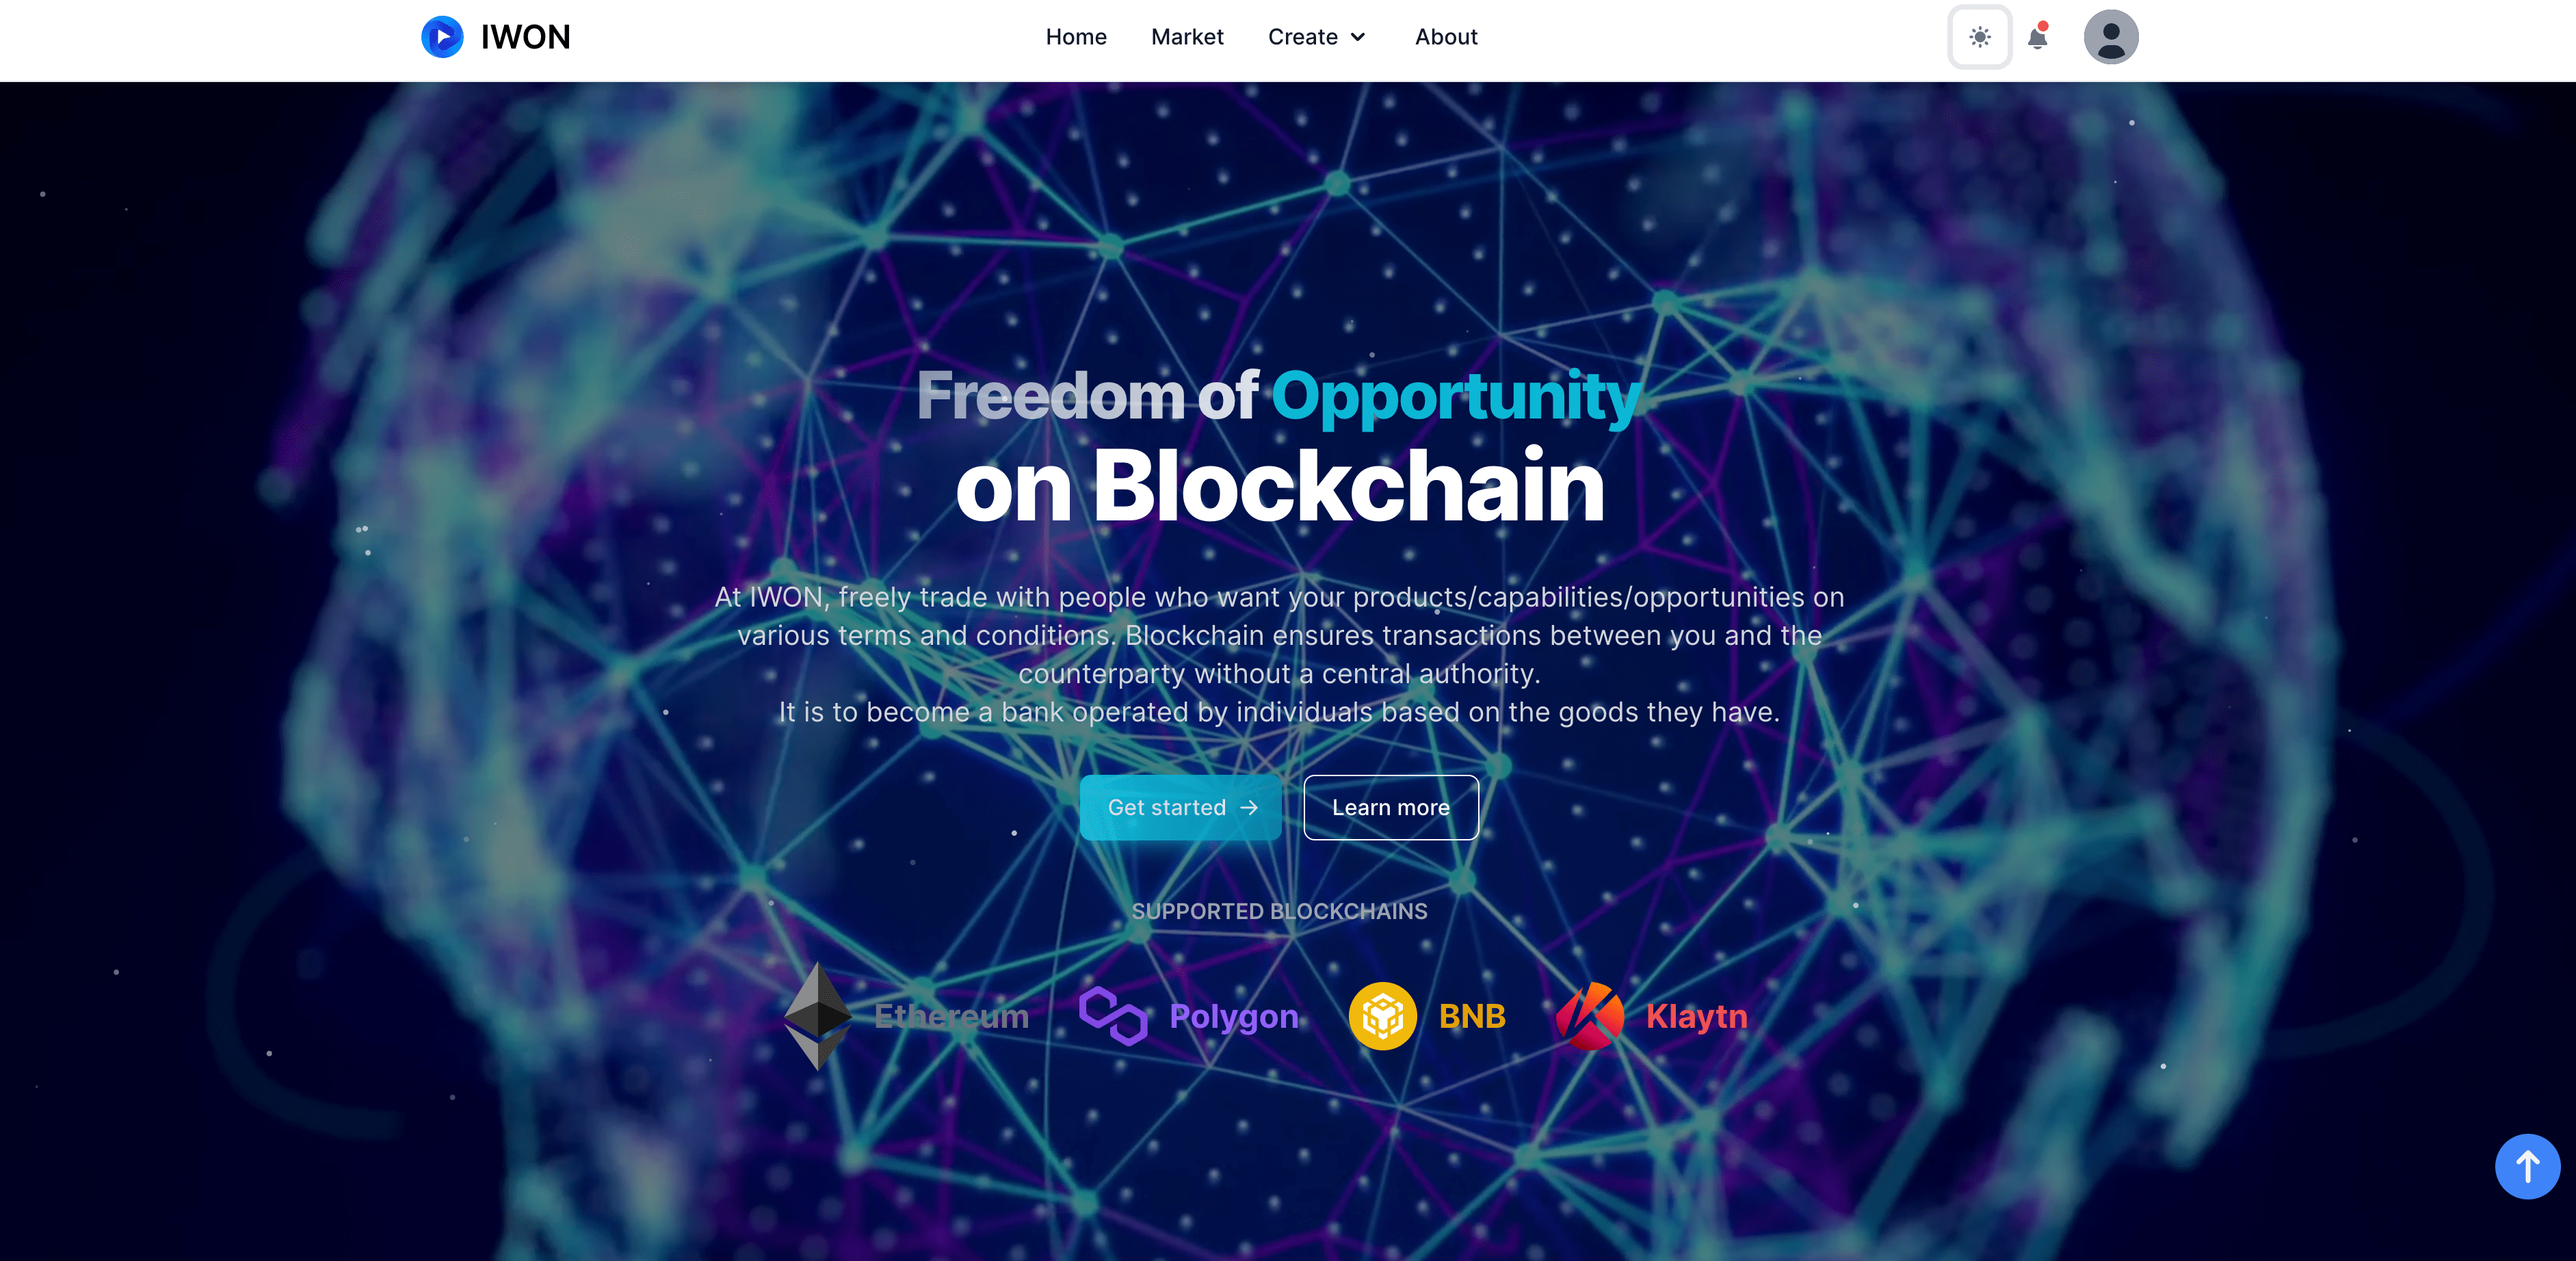 IWON
Home
Market
Create
About
Freedom of Opportunity
on Blockchain
At IWON, freely trade with people who want your products/capabilities/opportunities on
various terms and conditions. Blockchain ensures transactions between you and the
counterparty without a central authority.
It is to become a bank operated by individuals based on the goods they have.
Get started →
Learn more
SUPPORTED BLOCKCHAINS
Ethereum
Polygon
BNB
Klaytn